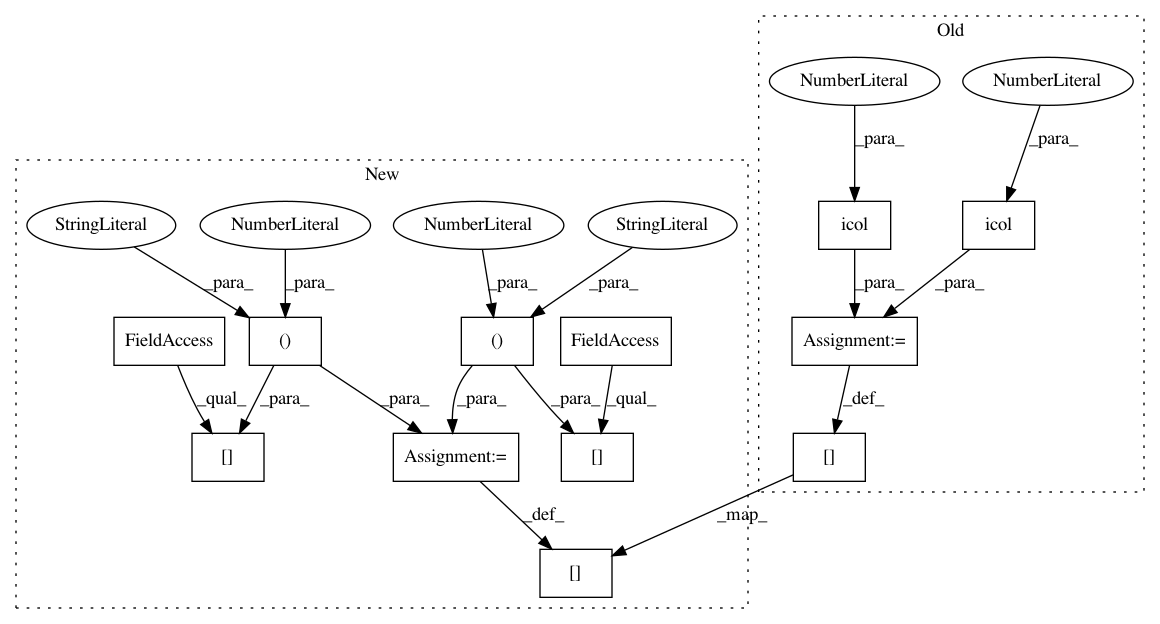 Old
NumberLiteral NumberLiteral
_para_ _para_
New
StringLiteral NumberLiteral NumberLiteral StringLiteral icol icol
_para_ _para_ _para_ _para_ _para_ _para_
FieldAccess () () FieldAccess Assignment:=
_qual_ _para_ _para_ _para_ _para_ _qual_ _def_
[] Assignment:= [] []
_def_ _map_
[]